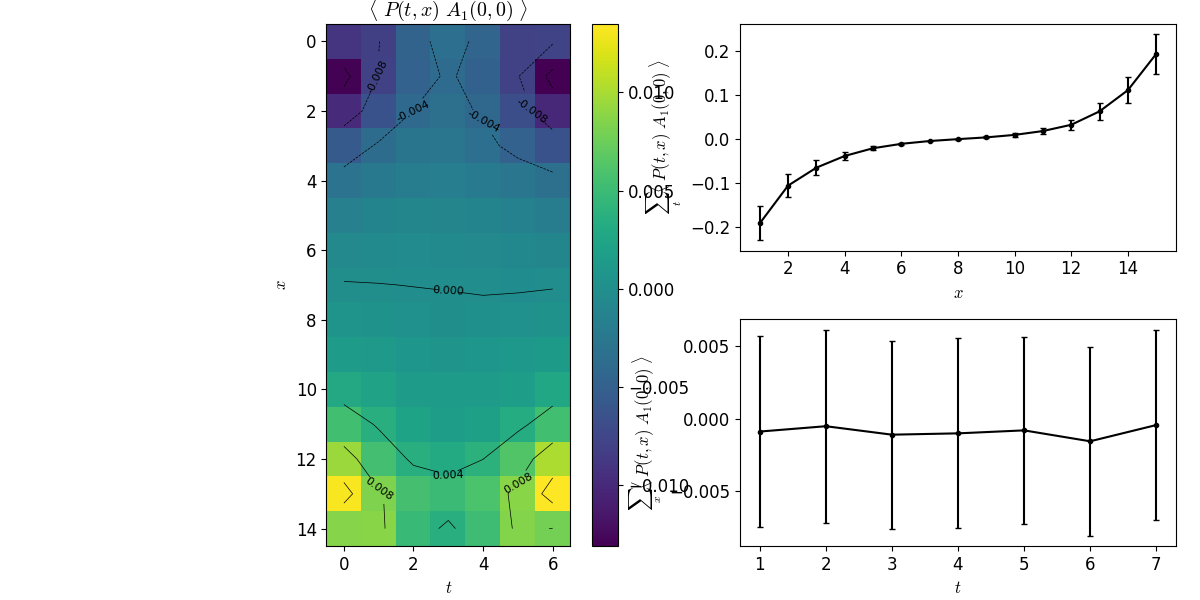 ⟨ P(t,x) A₁(0,0) ⟩
0
2
4
6
8
10
12
14
x
0 2 4 6
t
-0.008
-0.004
-0.004
-0.008
0.000
0.004
0.008
0.008
0.010
0.005
0.000
−0.005
−0.010
∑ₜ P(t,x) A₁(0,0) ⟩
0.2
0.1
0.0
−0.1
−0.2
2 4 6 8 10 12 14
x
∑ₓ P(t,x) A₁(0,0) ⟩
0.005
0.000
−0.005
1 2 3 4 5 6 7
t